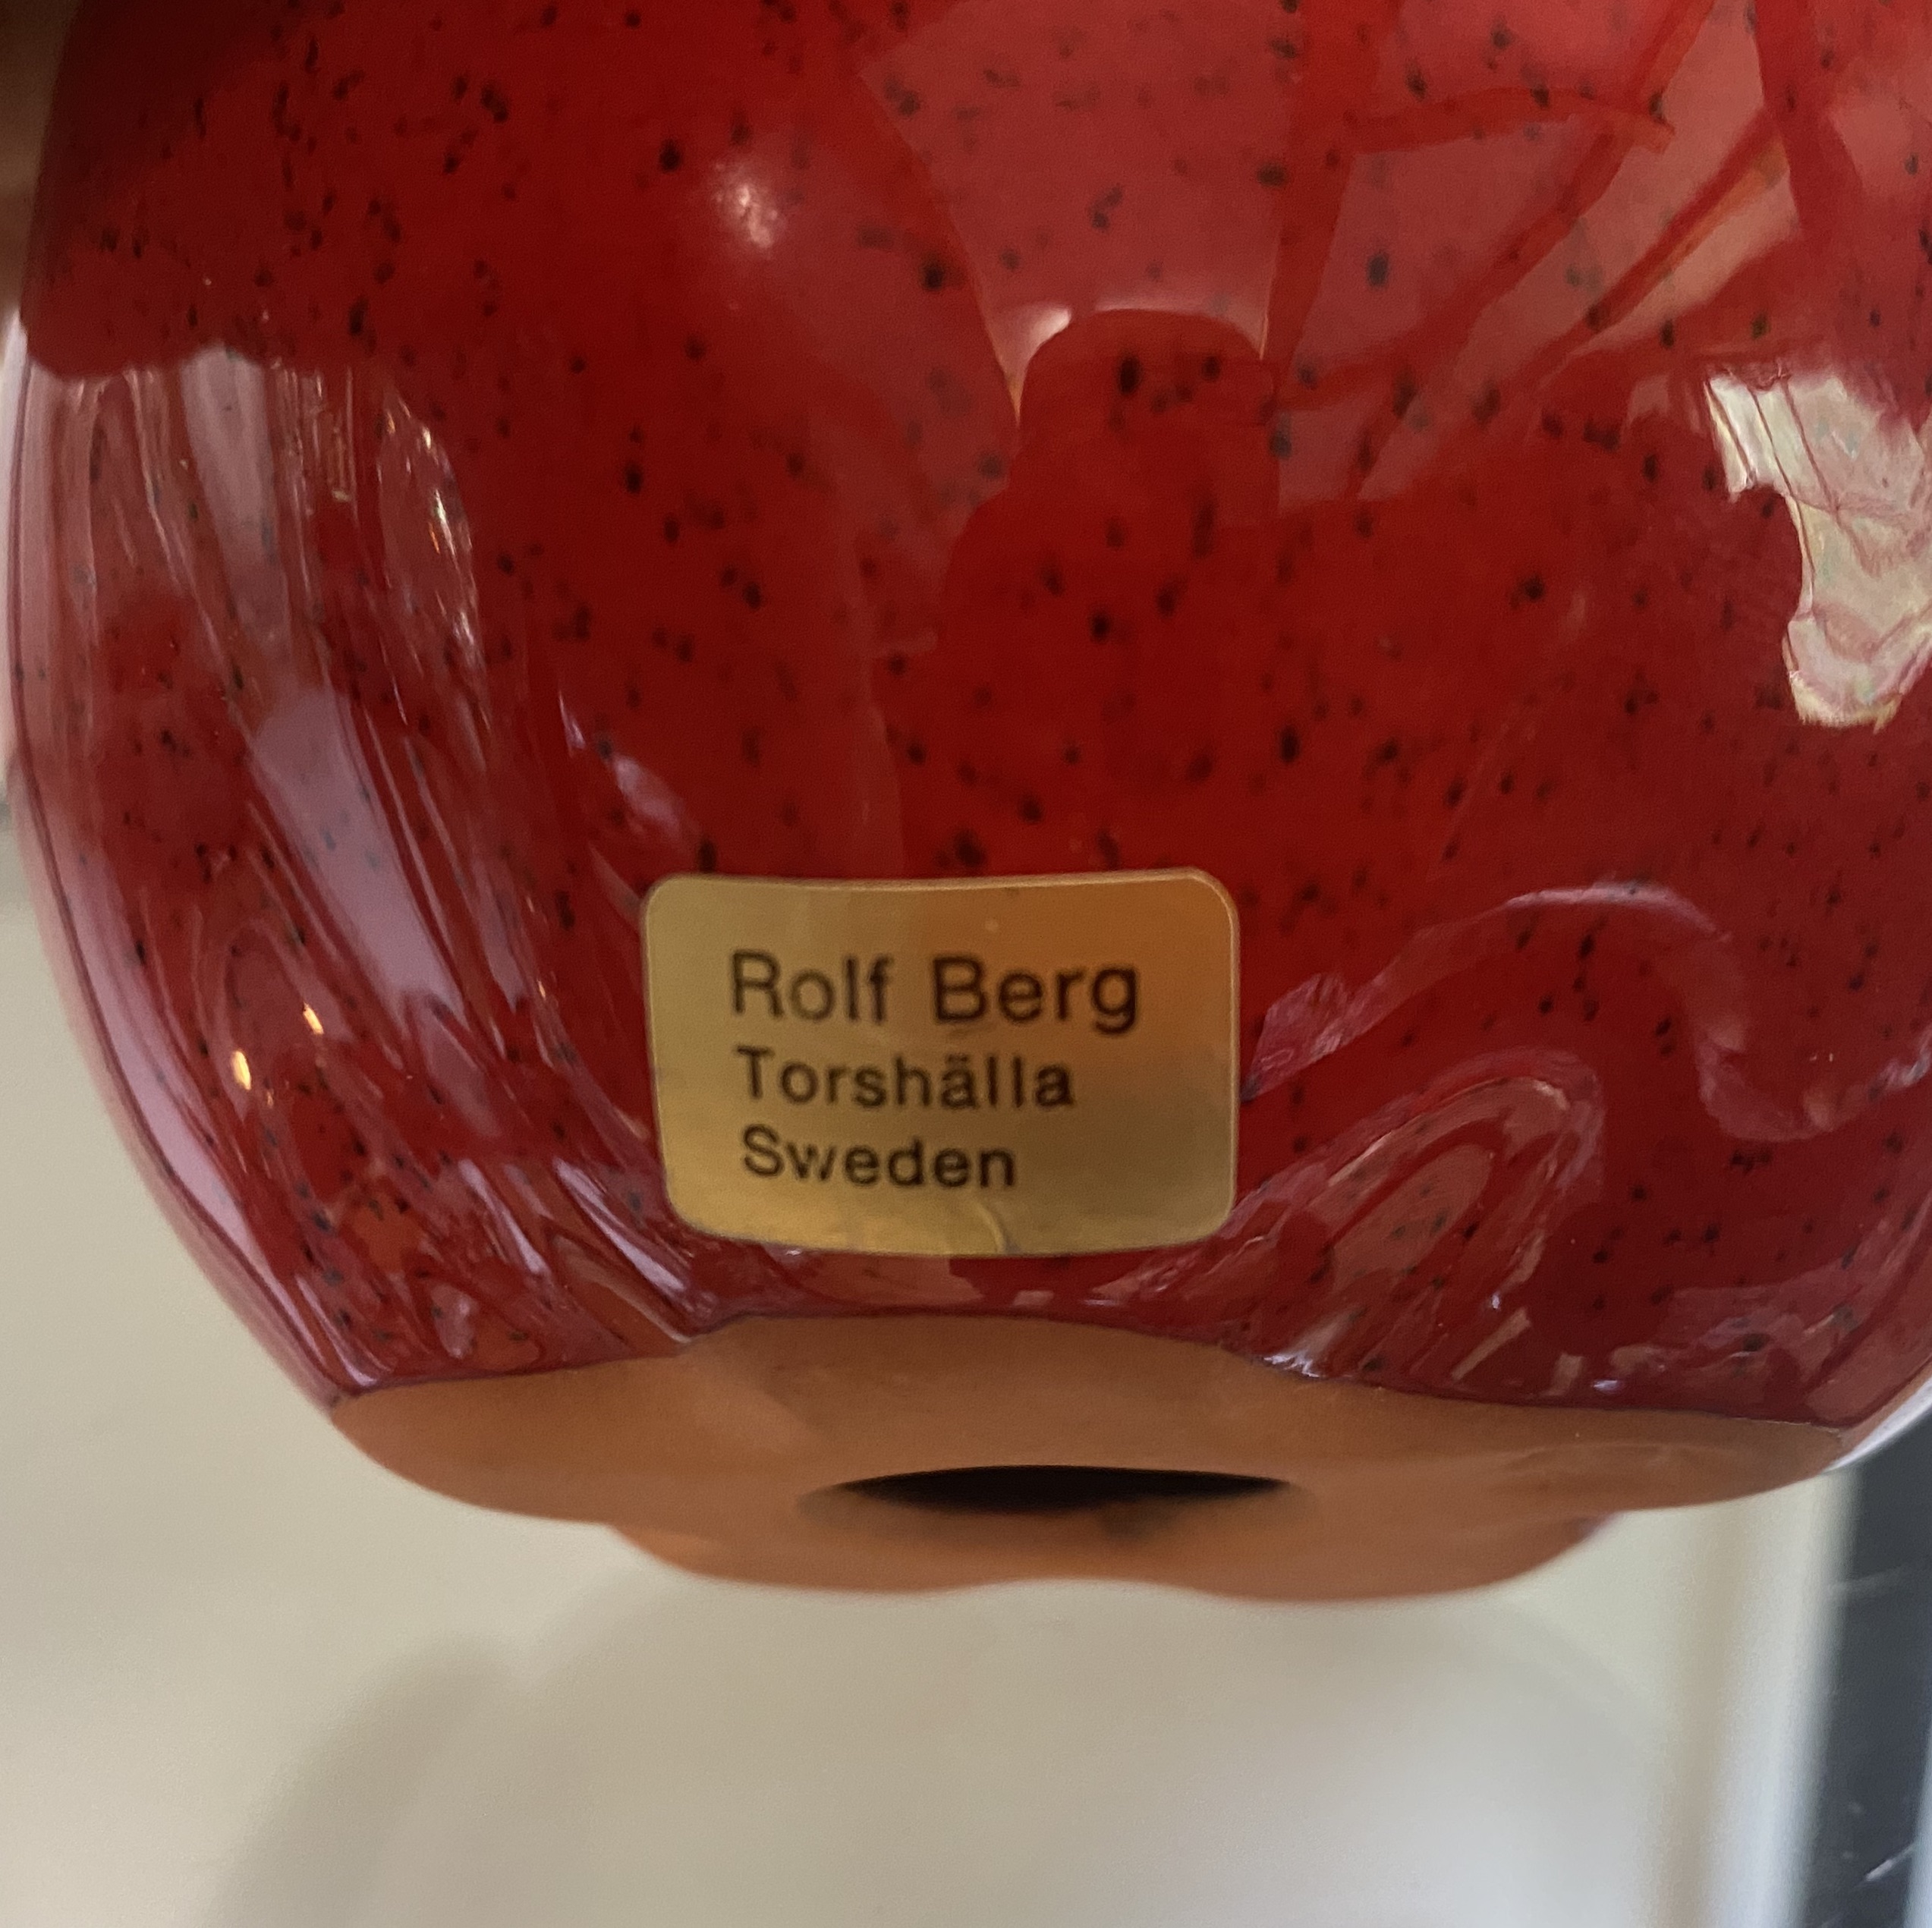 Rolf Berg
Torshälla
Sweden